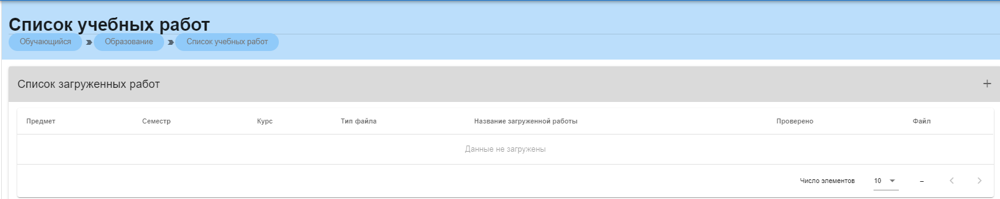 Список учебных работ
Обучающийся Образование Список учебных работ
Список загруженных работ
Предмет Семестр Курс Тип файла Название загруженной работы Проверено Файл
Данные не загружены
Число элементов 10 –